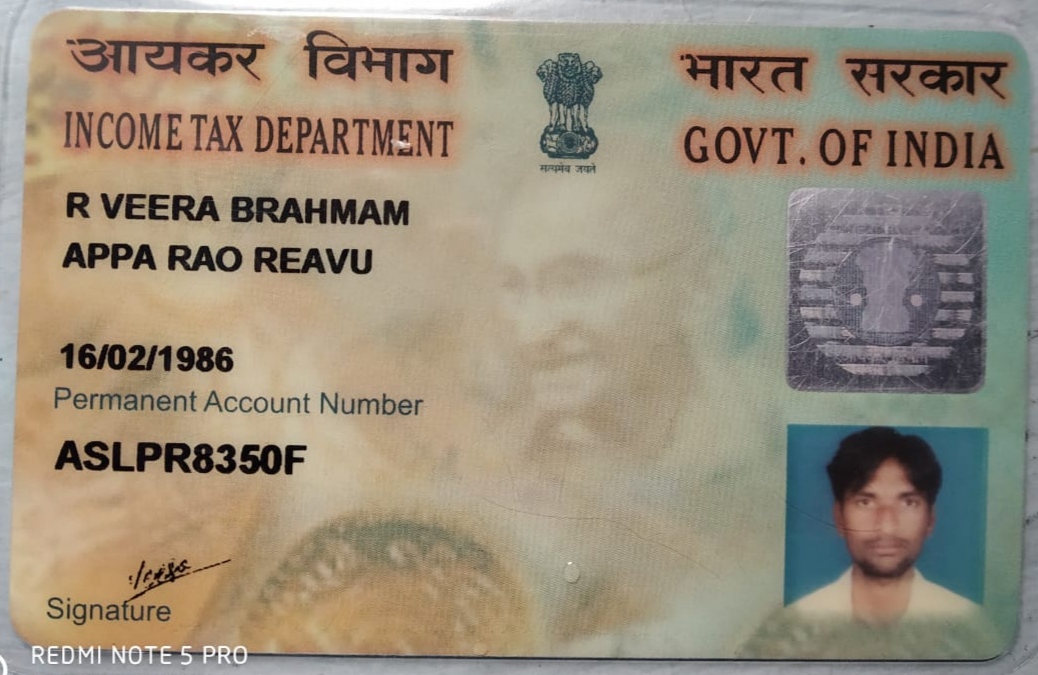 आयकर विभाग
भारत सरकार
INCOME TAX DEPARTMENT
GOVT. OF INDIA
सत्यमेव जयते
R VEERA BRAHMAM
APPA RAO REAVU
16/02/1986
Permanent Account Number
ASLPR8350F
Signature
REDMI NOTE 5 PRO